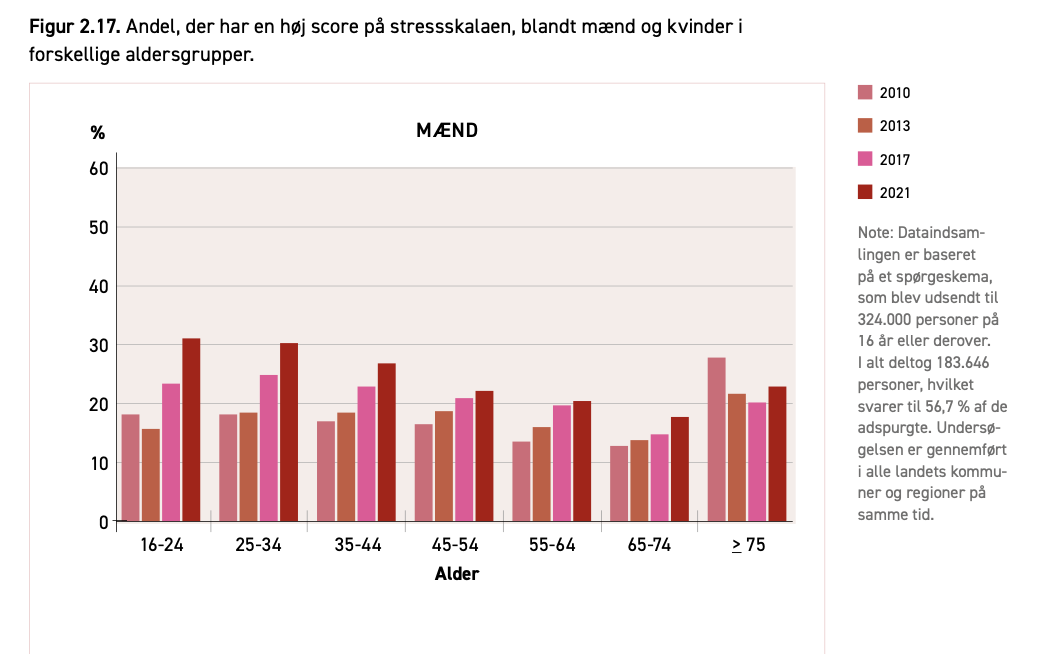 Figur 2.17. Andel, der har en høj score på stressskalaen, blandt mænd og kvinder i
forskellige aldersgrupper.
%
MÆND
60
50
40
30
20
10
0
16-24 25-34 35-44 45-54 55-64 65-74 ≥ 75
Alder
2010
2013
2017
2021
Note: Dataindsam-
lingen er baseret
på et spørgeskema,
som blev udsendt til
324.000 personer på
16 år eller derover.
I alt deltog 183.646
personer, hvilket
svarer til 56,7 % af de
adspurgte. Undersø-
gelsen er gennemført
i alle landets kommu-
ner og regioner på
samme tid.